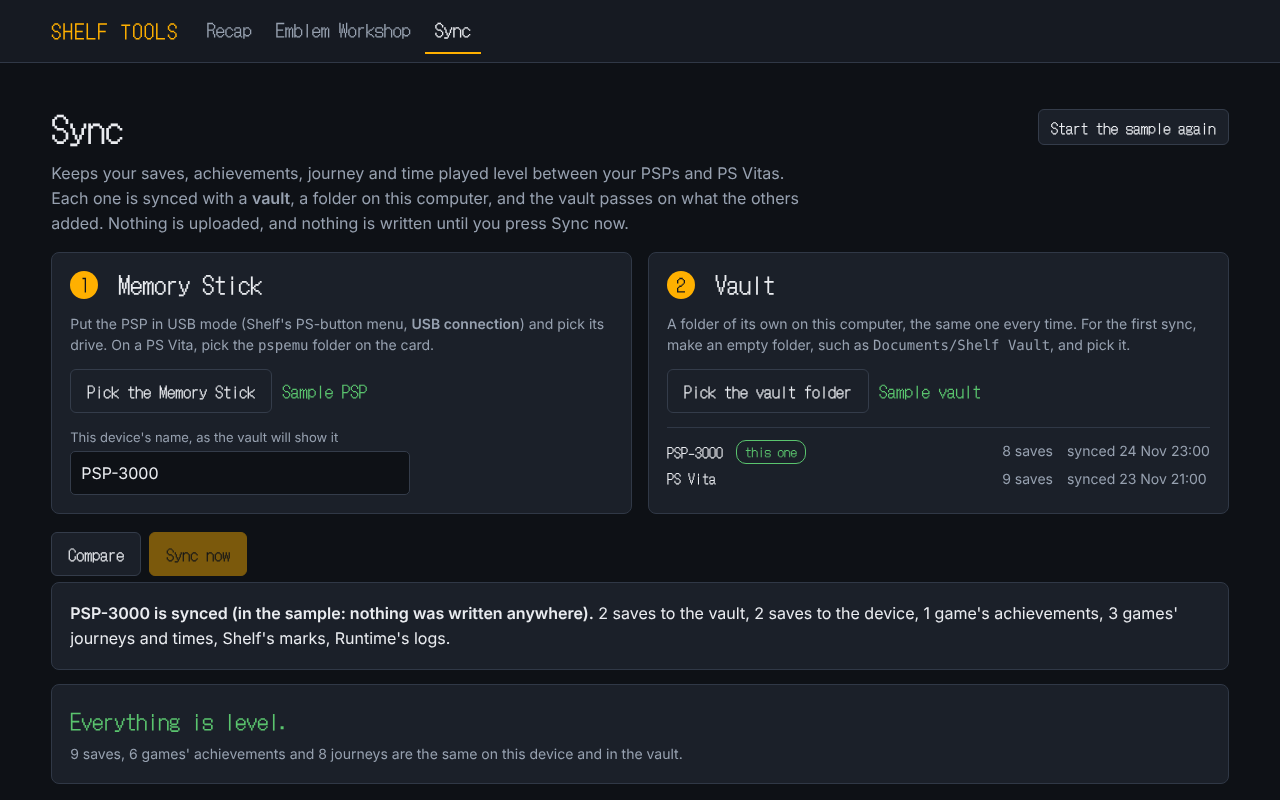 SHELF TOOLS Recap Emblem Workshop Sync
Sync
Start the sample again
Keeps your saves, achievements, journey and time played level between your PSPs and PS Vitas.
Each one is synced with a vault, a folder on this computer, and the vault passes on what the others
added. Nothing is uploaded, and nothing is written until you press Sync now.
1 Memory Stick
Put the PSP in USB mode (Shelf's PS-button menu, USB connection) and pick its
drive. On a PS Vita, pick the pspemu folder on the card.
Pick the Memory Stick Sample PSP
This device's name, as the vault will show it
PSP-3000
2 Vault
A folder of its own on this computer, the same one every time. For the first sync,
make an empty folder, such as Documents/Shelf Vault, and pick it.
Pick the vault folder Sample vault
PSP-3000 this one 8 saves synced 24 Nov 23:00
PS Vita 9 saves synced 23 Nov 21:00
Compare Sync now
PSP-3000 is synced (in the sample: nothing was written anywhere). 2 saves to the vault, 2 saves to the device, 1 game's achievements, 3 games'
journeys and times, Shelf's marks, Runtime's logs.
Everything is level.
9 saves, 6 games' achievements and 8 journeys are the same on this device and in the vault.